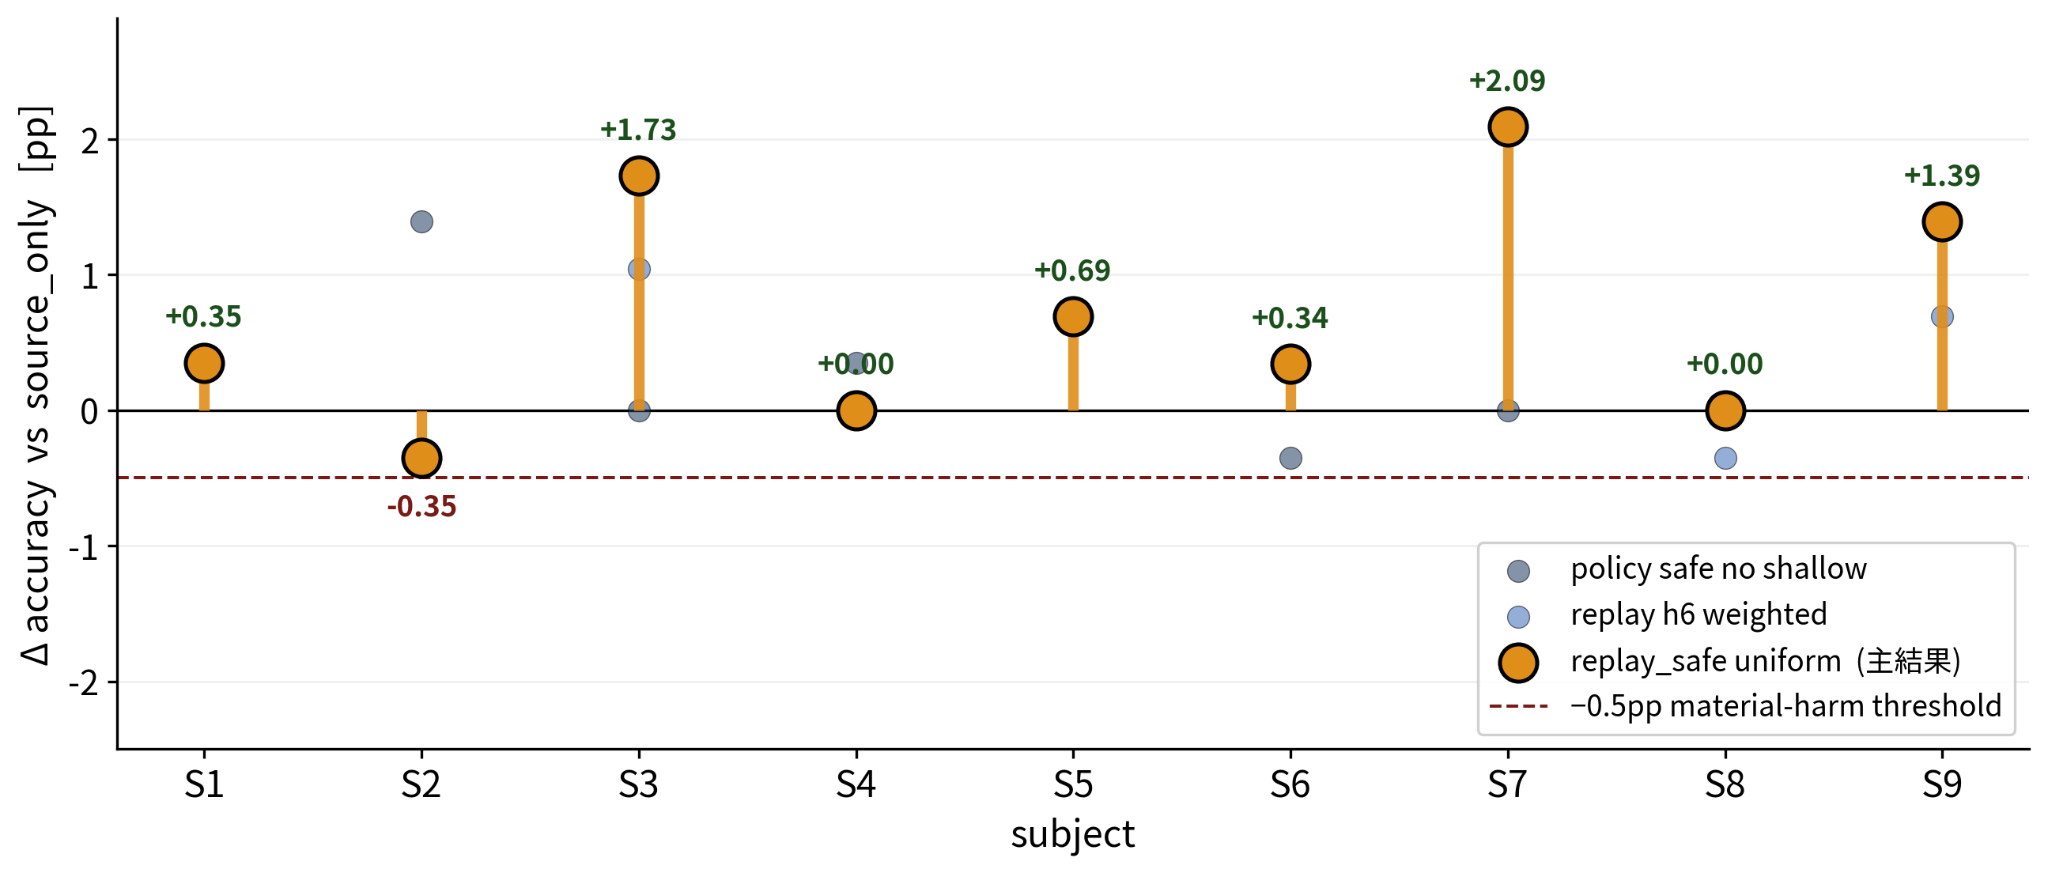 Δ accuracy vs source_only [pp]
2
1
0
-1
-2
+0.35
-0.35
+1.73
+0.00
+0.69
+0.34
+2.09
+0.00
+1.39
policy safe no shallow
replay h6 weighted
replay_safe uniform (主結果)
−0.5pp material-harm threshold
S1 S2 S3 S4 S5 S6 S7 S8 S9
subject